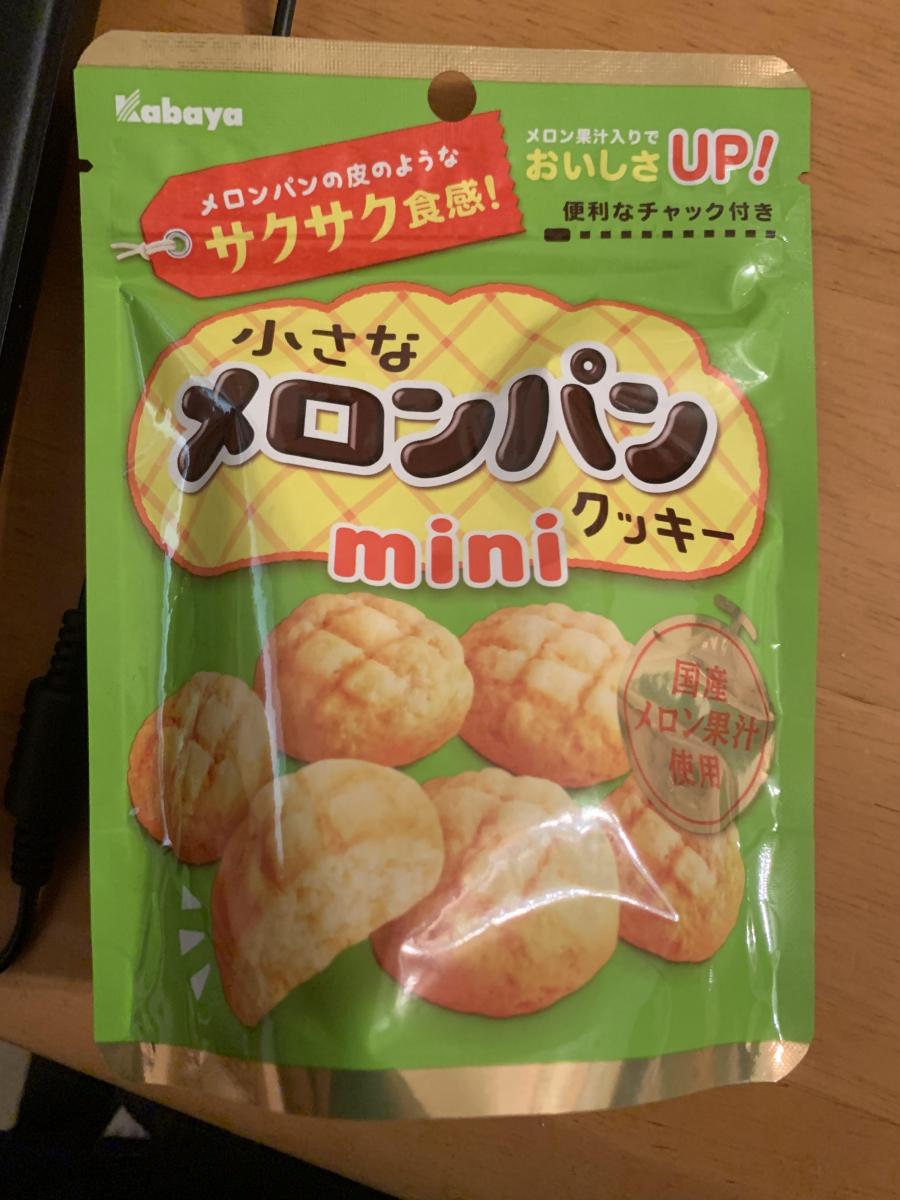 Kabaya
メロンパンの皮のような
サクサク食感!
メロン果汁入りで
おいしさUP!
便利なチャック付き
小さな
メロンパン
クッキー
mini
国産
メロン果汁
使用